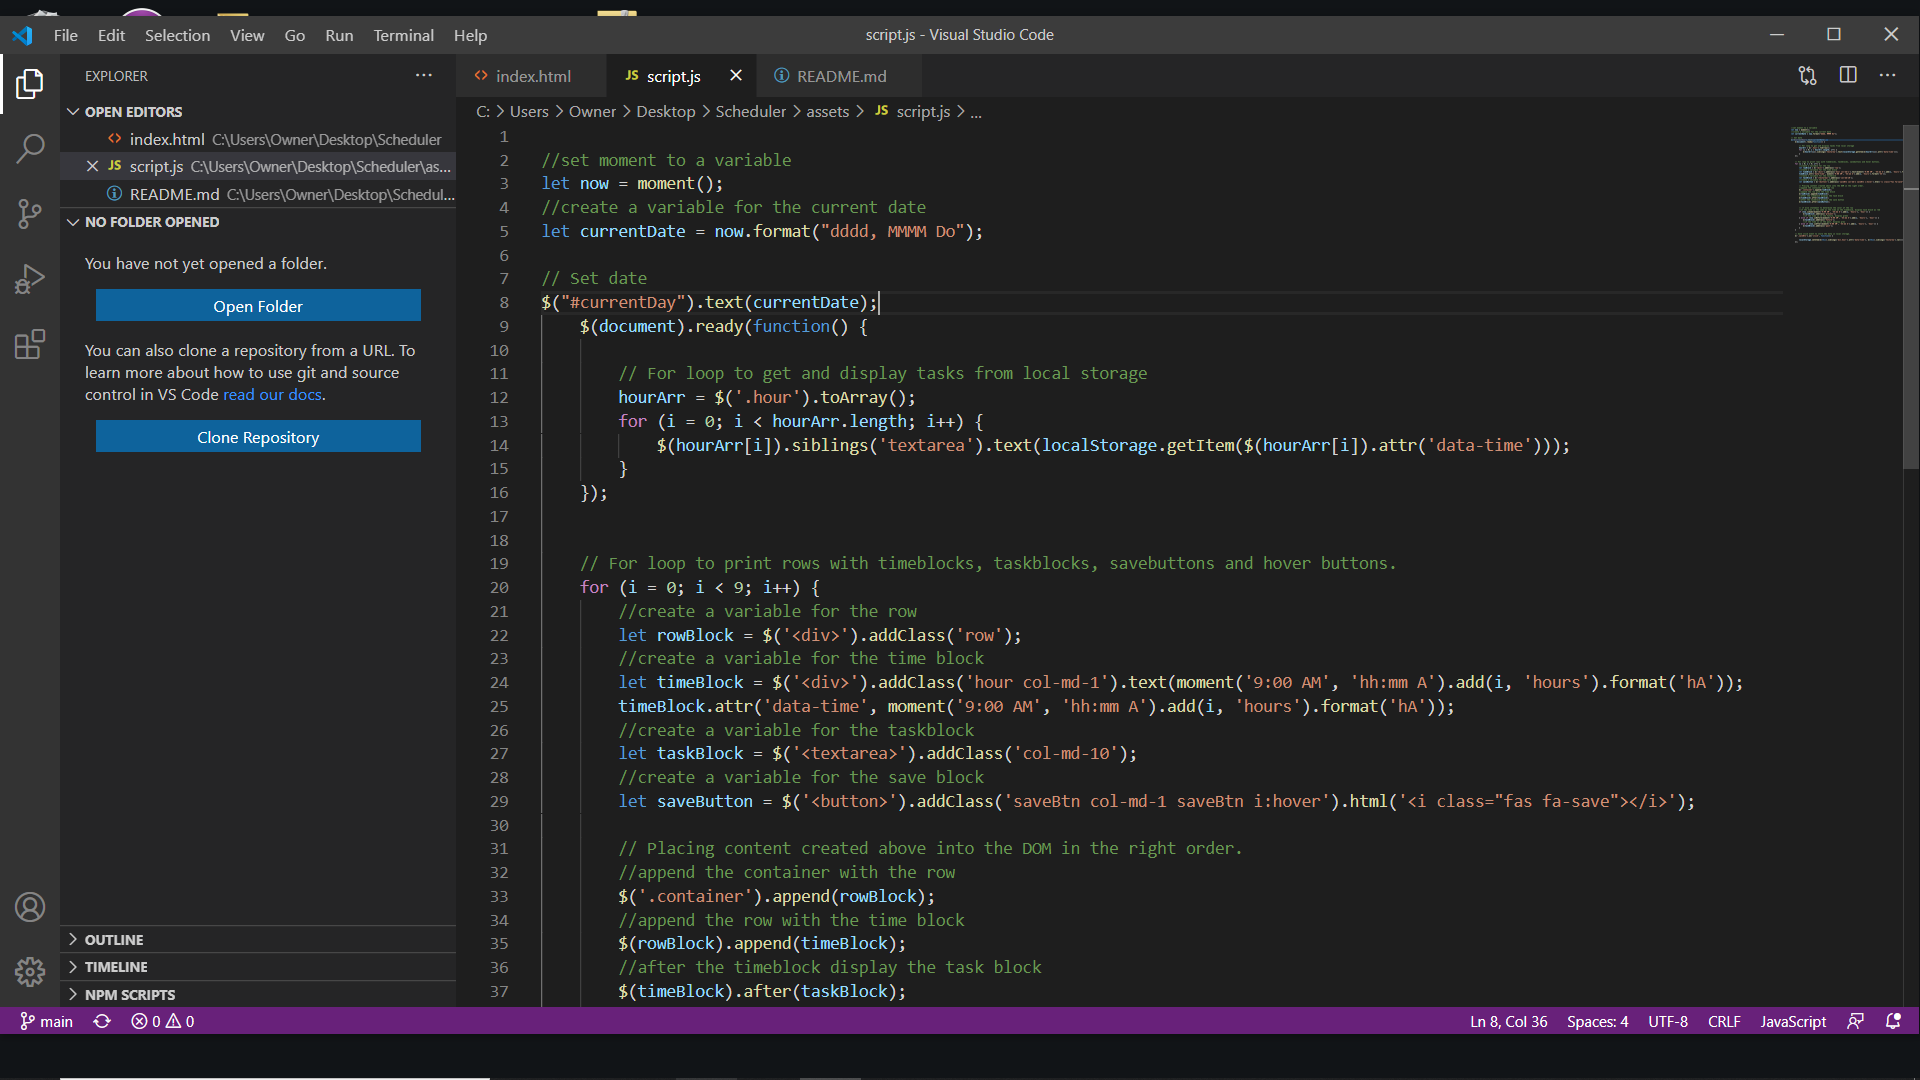 File Edit Selection View Go Run Terminal Help
script.js - Visual Studio Code
EXPLORER
OPEN EDITORS
index.html C:\Users\Owner\Desktop\Scheduler
JS script.js C:\Users\Owner\Desktop\Scheduler\as...
README.md C:\Users\Owner\Desktop\Schedul...
NO FOLDER OPENED
You have not yet opened a folder.
Open Folder
You can also clone a repository from a URL. To
learn more about how to use git and source
control in VS Code read our docs.
Clone Repository
OUTLINE
TIMELINE
NPM SCRIPTS
index.html JS script.js README.md
C: > Users > Owner > Desktop > Scheduler > assets > JS script.js > ...
1
2 //set moment to a variable
3 let now = moment();
4 //create a variable for the current date
5 let currentDate = now.format("dddd, MMMM Do");
6
7 // Set date
8 $("#currentDay").text(currentDate);
9 $(document).ready(function() {
10
11 // For loop to get and display tasks from local storage
12 hourArr = $('.hour').toArray();
13 for (i = 0; i < hourArr.length; i++) {
14 $(hourArr[i]).siblings('textarea').text(localStorage.getItem($(hourArr[i]).attr('data-time')));
15 }
16 });
17
18
19 // For loop to print rows with timeblocks, taskblocks, savebuttons and hover buttons.
20 for (i = 0; i < 9; i++) {
21 //create a variable for the row
22 let rowBlock = $('<div>').addClass('row');
23 //create a variable for the time block
24 let timeBlock = $('<div>').addClass('hour col-md-1').text(moment('9:00 AM', 'hh:mm A').add(i, 'hours').format('hA'));
25 timeBlock.attr('data-time', moment('9:00 AM', 'hh:mm A').add(i, 'hours').format('hA'));
26 //create a variable for the taskblock
27 let taskBlock = $('<textarea>').addClass('col-md-10');
28 //create a variable for the save block
29 let saveButton = $('<button>').addClass('saveBtn col-md-1 saveBtn i:hover').html('<i class="fas fa-save"></i>');
30
31 // Placing content created above into the DOM in the right order.
32 //append the container with the row
33 $('.container').append(rowBlock);
34 //append the row with the time block
35 $(rowBlock).append(timeBlock);
36 //after the timeblock display the task block
37 $(timeBlock).after(taskBlock);
main 0 0
Ln 8, Col 36 Spaces: 4 UTF-8 CRLF JavaScript